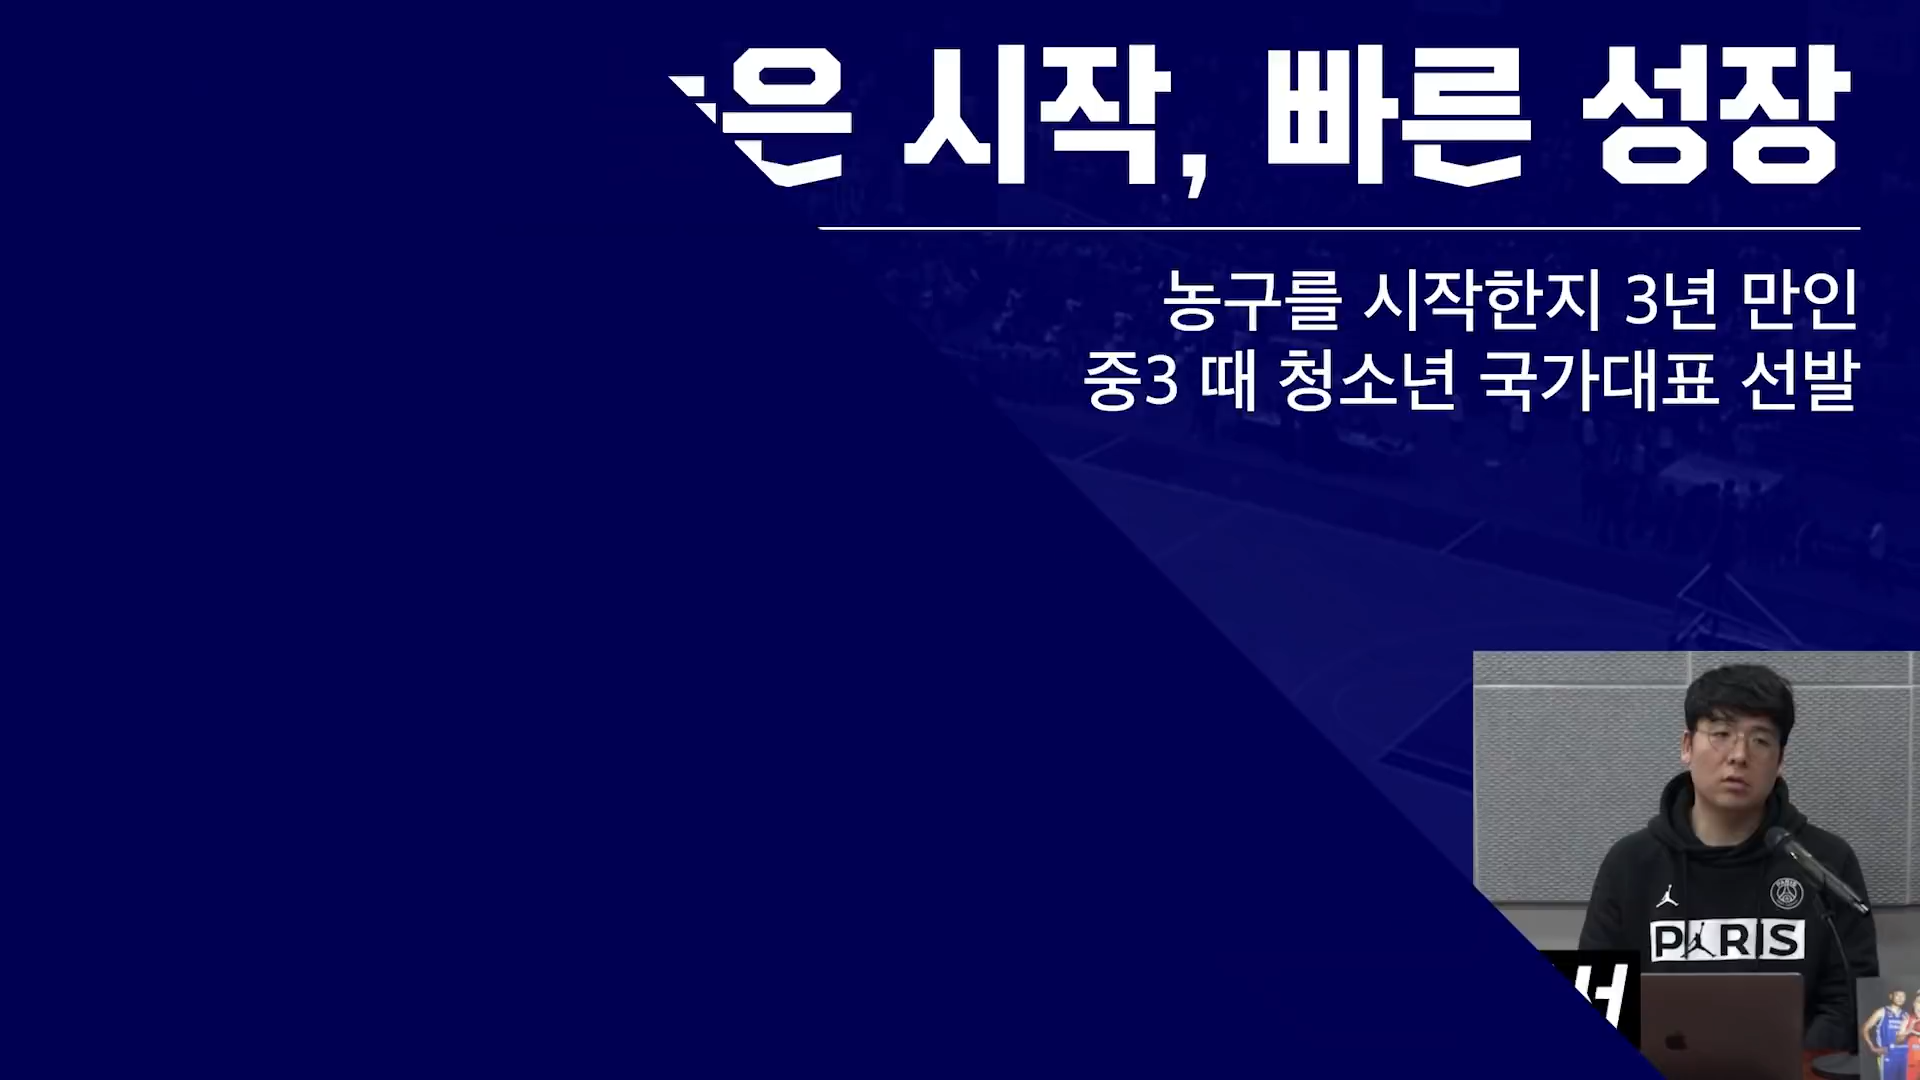 은 시작, 빠른 성장
농구를 시작한지 3년 만인
중3 때 청소년 국가대표 선발
PARIS
서